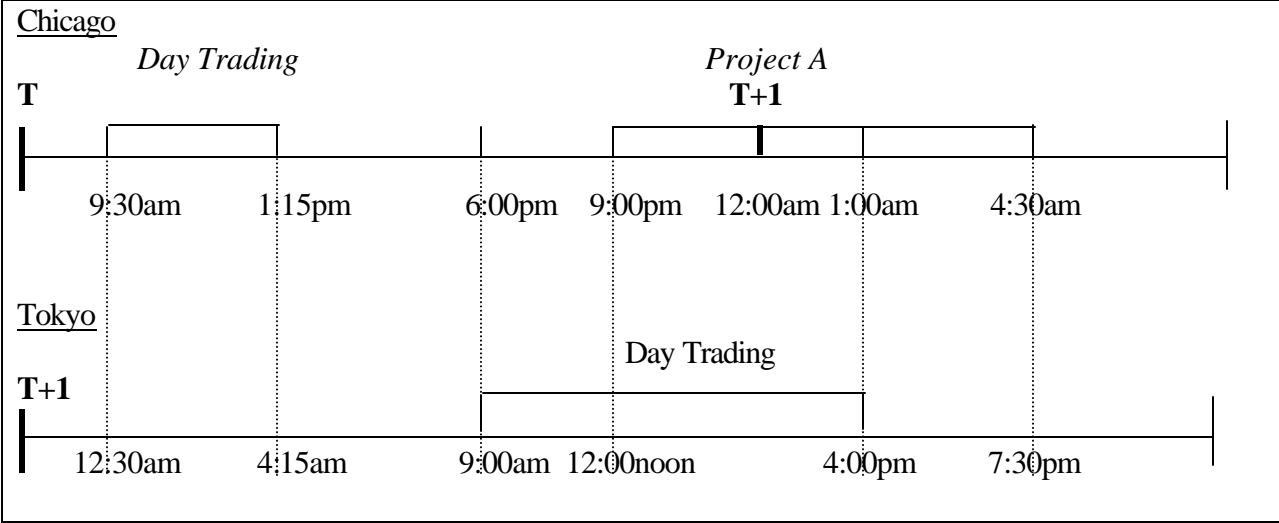 Chicago
Day Trading Project A
T T+1
9:30am 1:15pm 6:00pm 9:00pm 12:00am 1:00am 4:30am
Tokyo
Day Trading
T+1
12:30am 4:15am 9:00am 12:00noon 4:00pm 7:30pm